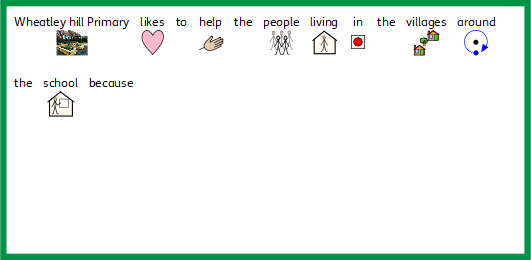 Wheatley hill Primary likes to help the people living in the villages around
the school because